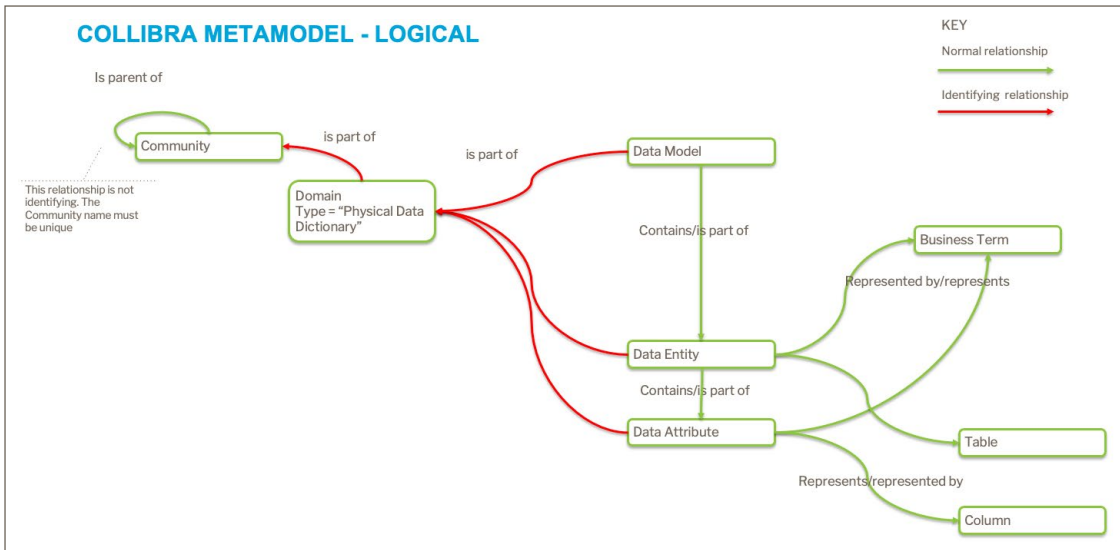 COLLIBRA METAMODEL - LOGICAL
KEY
Normal relationship
Identifying relationship
Is parent of
Community
is part of
is part of
Data Model
This relationship is not
identifying. The
Community name must
be unique
Domain
Type = “Physical Data
Dictionary”
Contains/is part of
Business Term
Represented by/represents
Data Entity
Contains/is part of
Data Attribute
Table
Represents/represented by
Column